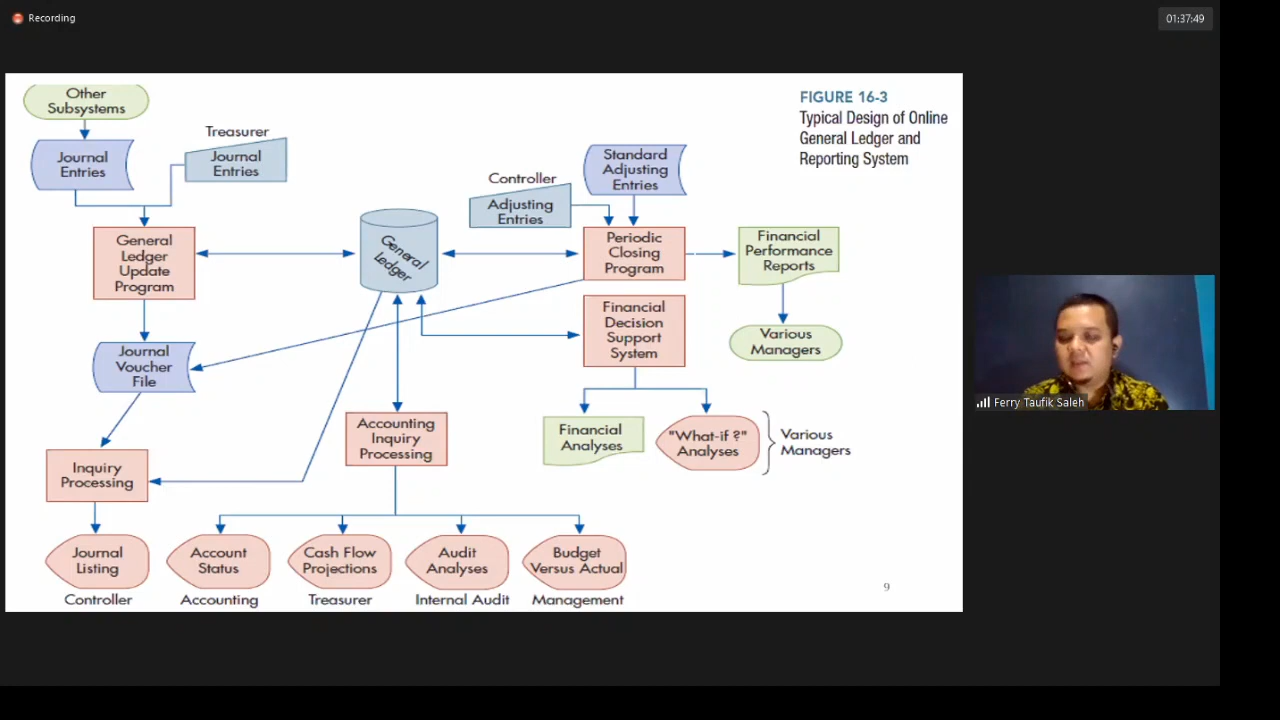 Recording
01:37:49
Other
Subsystems
Journal
Entries
Treasurer
Journal
Entries
General
Ledger
Update
Program
Journal
Voucher
File
Inquiry
Processing
Journal
Listing
Controller
General
Ledger
Accounting
Inquiry
Processing
Account
Status
Accounting
Cash Flow
Projections
Treasurer
Audit
Analyses
Internal Audit
Budget
Versus Actual
Management
Controller
Adjusting
Entries
Standard
Adjusting
Entries
Periodic
Closing
Program
Financial
Performance
Reports
Various
Managers
Financial
Decision
Support
System
Financial
Analyses
"What-if ?"
Analyses
Various
Managers
FIGURE 16-3
Typical Design of Online
General Ledger and
Reporting System
9
Ferry Taufik Saleh